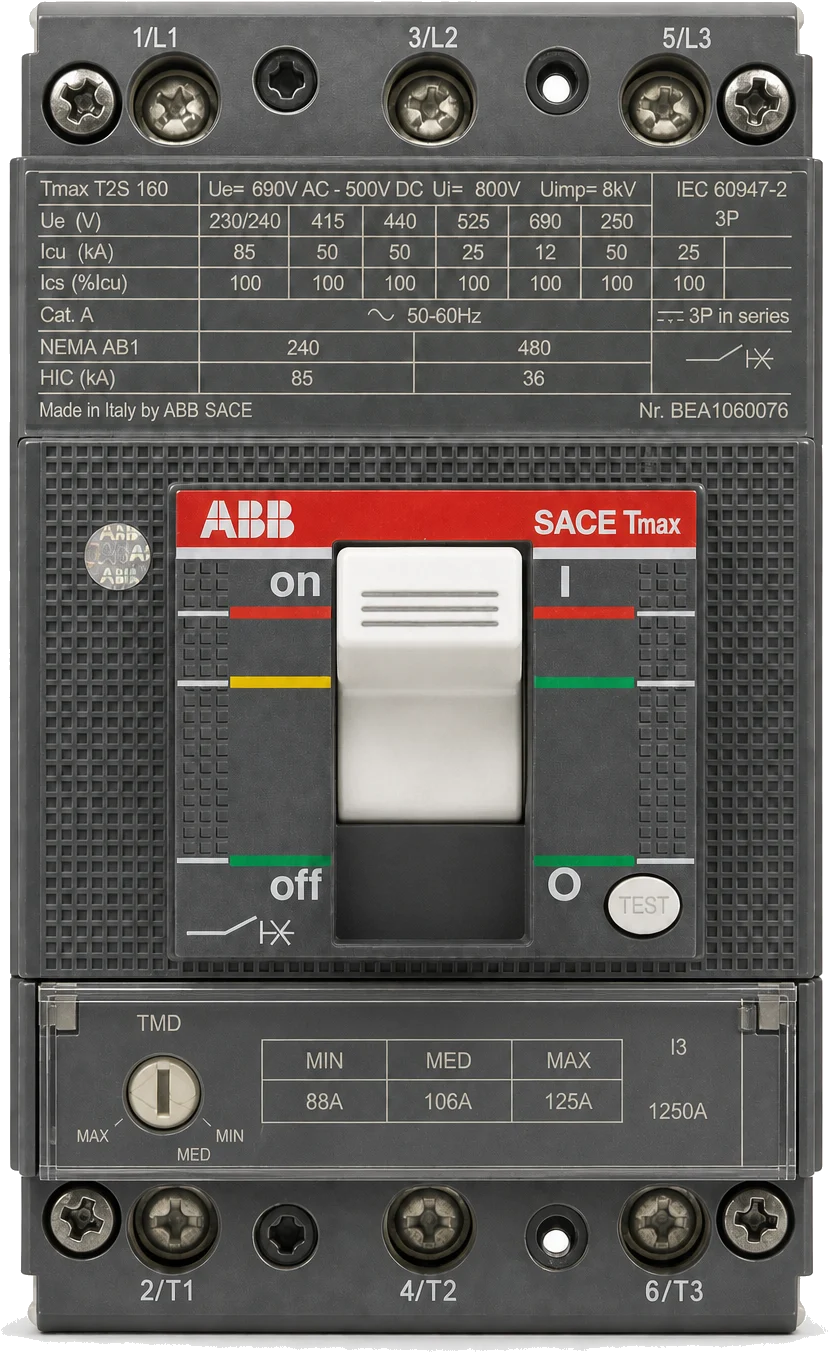 1/L1 3/L2 5/L3
Tmax T2S 160 Ue= 690V AC - 500V DC Ui= 800V Uimp= 8kV IEC 60947-2
Ue (V) 230/240 415 440 525 690 250 3P
Icu (kA) 85 50 50 25 12 50 25
Ics (%Icu) 100 100 100 100 100 100 100
Cat. A ~ 50-60Hz 3P in series
NEMA AB1 240 480
HIC (kA) 85 36
Made in Italy by ABB SACE Nr. BEA1060076
ABB SACE Tmax
ABB
ABB
ABB
on I
off O
TEST
TMD
MIN MED MAX I3
88A 106A 125A 1250A
MAX MIN
MED
2/T1 4/T2 6/T3